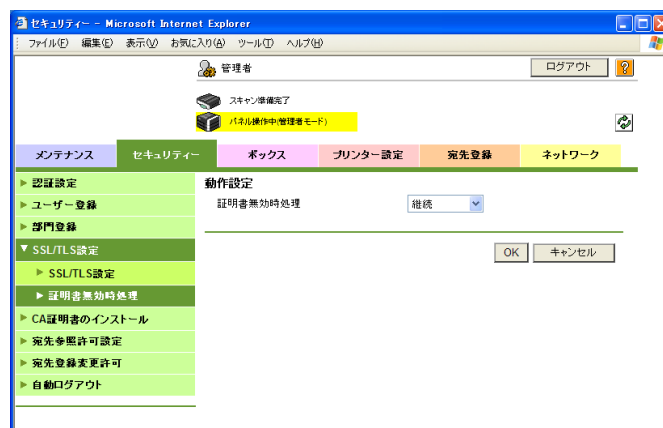 セキュリティー - Microsoft Internet Explorer
ファイル(F) 編集(E) 表示(V) お気に入り(A) ツール(T) ヘルプ(H)
管理者 ログアウト ?
スキャン準備完了
パネル操作中(管理者モード)
メンテナンス セキュリティー ボックス プリンター設定 宛先登録 ネットワーク
認証設定
ユーザー登録
部門登録
SSL/TLS設定
SSL/TLS設定
証明書無効時処理
CA証明書のインストール
宛先参照許可設定
宛先登録変更許可
自動ログアウト
動作設定
証明書無効時処理 継続
OK キャンセル